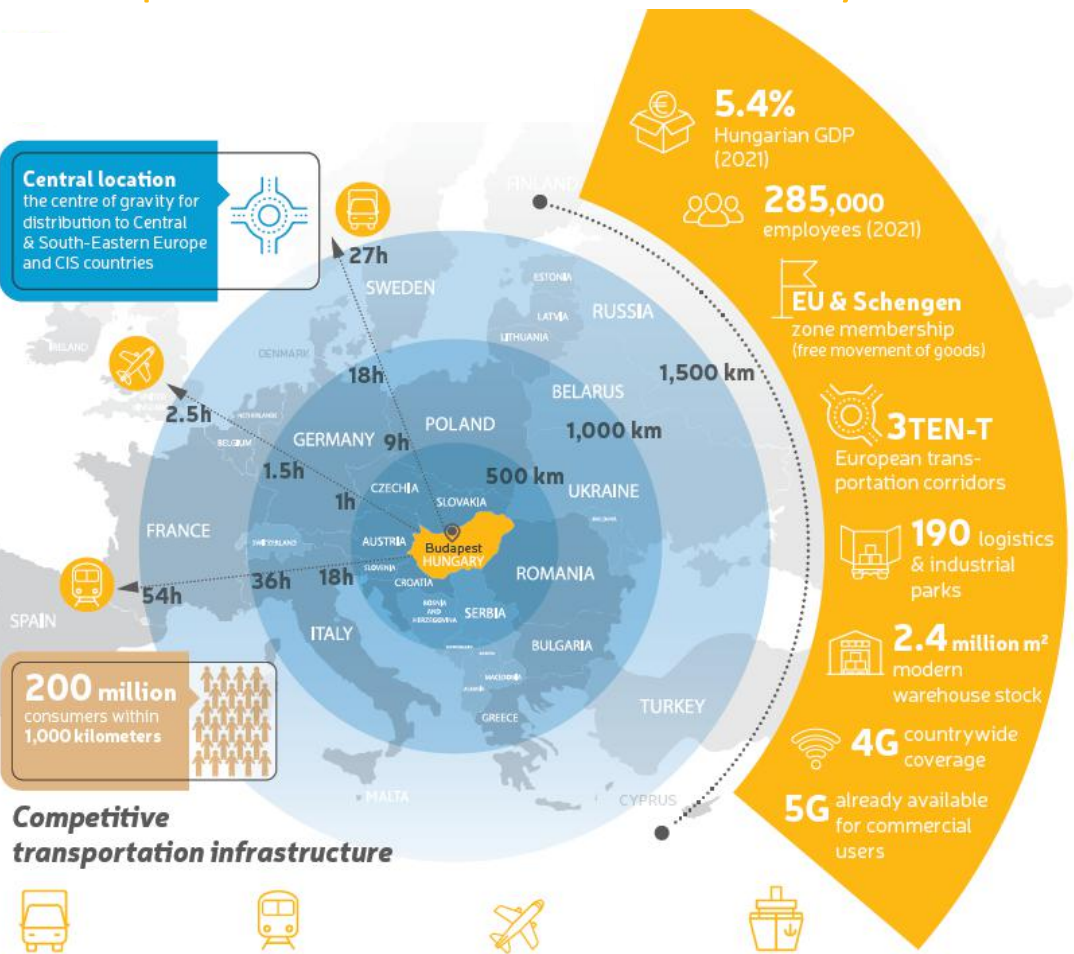 5.4%
Hungarian GDP
(2021)
285,000
employees (2021)
EU & Schengen
zone membership
(free movement of goods)
3TEN-T
European trans-
portation corridors
190 logistics
& industrial
parks
2.4 million m²
modern
warehouse stock
4G countrywide
coverage
5G already available
for commercial
users
Central location
the centre of gravity for
distribution to Central
& South-Eastern Europe
and CIS countries
27h
18h
9h
2.5h
1.5h
1h
54h
36h
18h
500 km
1,000 km
1,500 km
FINLAND
SWEDEN
ESTONIA
LATVIA
LITHUANIA
RUSSIA
IRELAND
DENMARK
NETHERLANDS
BELGIUM
GERMANY
POLAND
BELARUS
CZECHIA
SLOVAKIA
UKRAINE
FRANCE
SWITZERLAND
AUSTRIA
Budapest
HUNGARY
SLOVENIA
CROATIA
ROMANIA
BOSNIA
AND
HERZEGOVINA
SERBIA
SPAIN
ITALY
BULGARIA
MACEDONIA
GREECE
TURKEY
MALTA
CYPRUS
200 million
consumers within
1,000 kilometers
Competitive
transportation infrastructure